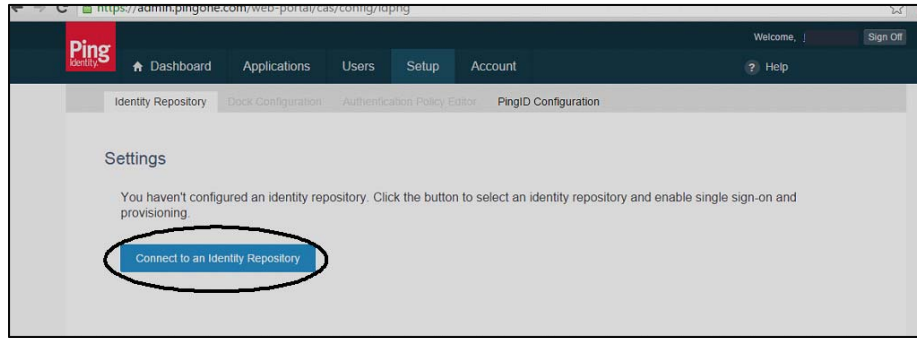 https://admin.pingone.com/web-portal/cas/config/idpng
Welcome,
Sign Off
Ping
Identity.
Dashboard
Applications
Users
Setup
Account
? Help
Identity Repository
Dock Configuration
Authentication Policy Editor
PingID Configuration
Settings
You haven't configured an identity repository. Click the button to select an identity repository and enable single sign-on and
provisioning.
Connect to an Identity Repository